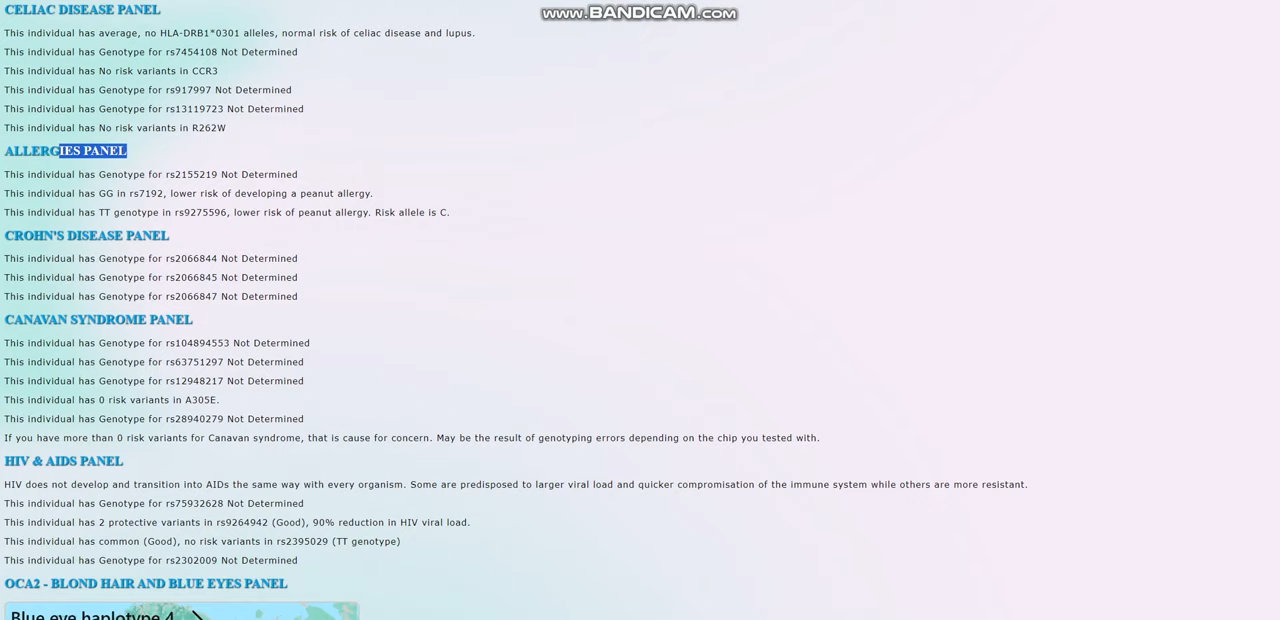 CELIAC DISEASE PANEL
www.BANDICAM.com
This individual has average, no HLA-DRB1*0301 alleles, normal risk of celiac disease and lupus.
This individual has Genotype for rs7454108 Not Determined
This individual has No risk variants in CCR3
This individual has Genotype for rs917997 Not Determined
This individual has Genotype for rs13119723 Not Determined
This individual has No risk variants in R262W
ALLERGIES PANEL
This individual has Genotype for rs2155219 Not Determined
This individual has GG in rs7192, lower risk of developing a peanut allergy.
This individual has TT genotype in rs9275596, lower risk of peanut allergy. Risk allele is C.
CROHN'S DISEASE PANEL
This individual has Genotype for rs2066844 Not Determined
This individual has Genotype for rs2066845 Not Determined
This individual has Genotype for rs2066847 Not Determined
CANAVAN SYNDROME PANEL
This individual has Genotype for rs104894553 Not Determined
This individual has Genotype for rs63751297 Not Determined
This individual has Genotype for rs12948217 Not Determined
This individual has 0 risk variants in A305E.
This individual has Genotype for rs28940279 Not Determined
If you have more than 0 risk variants for Canavan syndrome, that is cause for concern. May be the result of genotyping errors depending on the chip you tested with.
HIV & AIDS PANEL
HIV does not develop and transition into AIDs the same way with every organism. Some are predisposed to larger viral load and quicker compromisation of the immune system while others are more resistant.
This individual has Genotype for rs75932628 Not Determined
This individual has 2 protective variants in rs9264942 (Good), 90% reduction in HIV viral load.
This individual has common (Good), no risk variants in rs2395029 (TT genotype)
This individual has Genotype for rs2302009 Not Determined
OCA2 - BLOND HAIR AND BLUE EYES PANEL
Blue eye haplotype 4